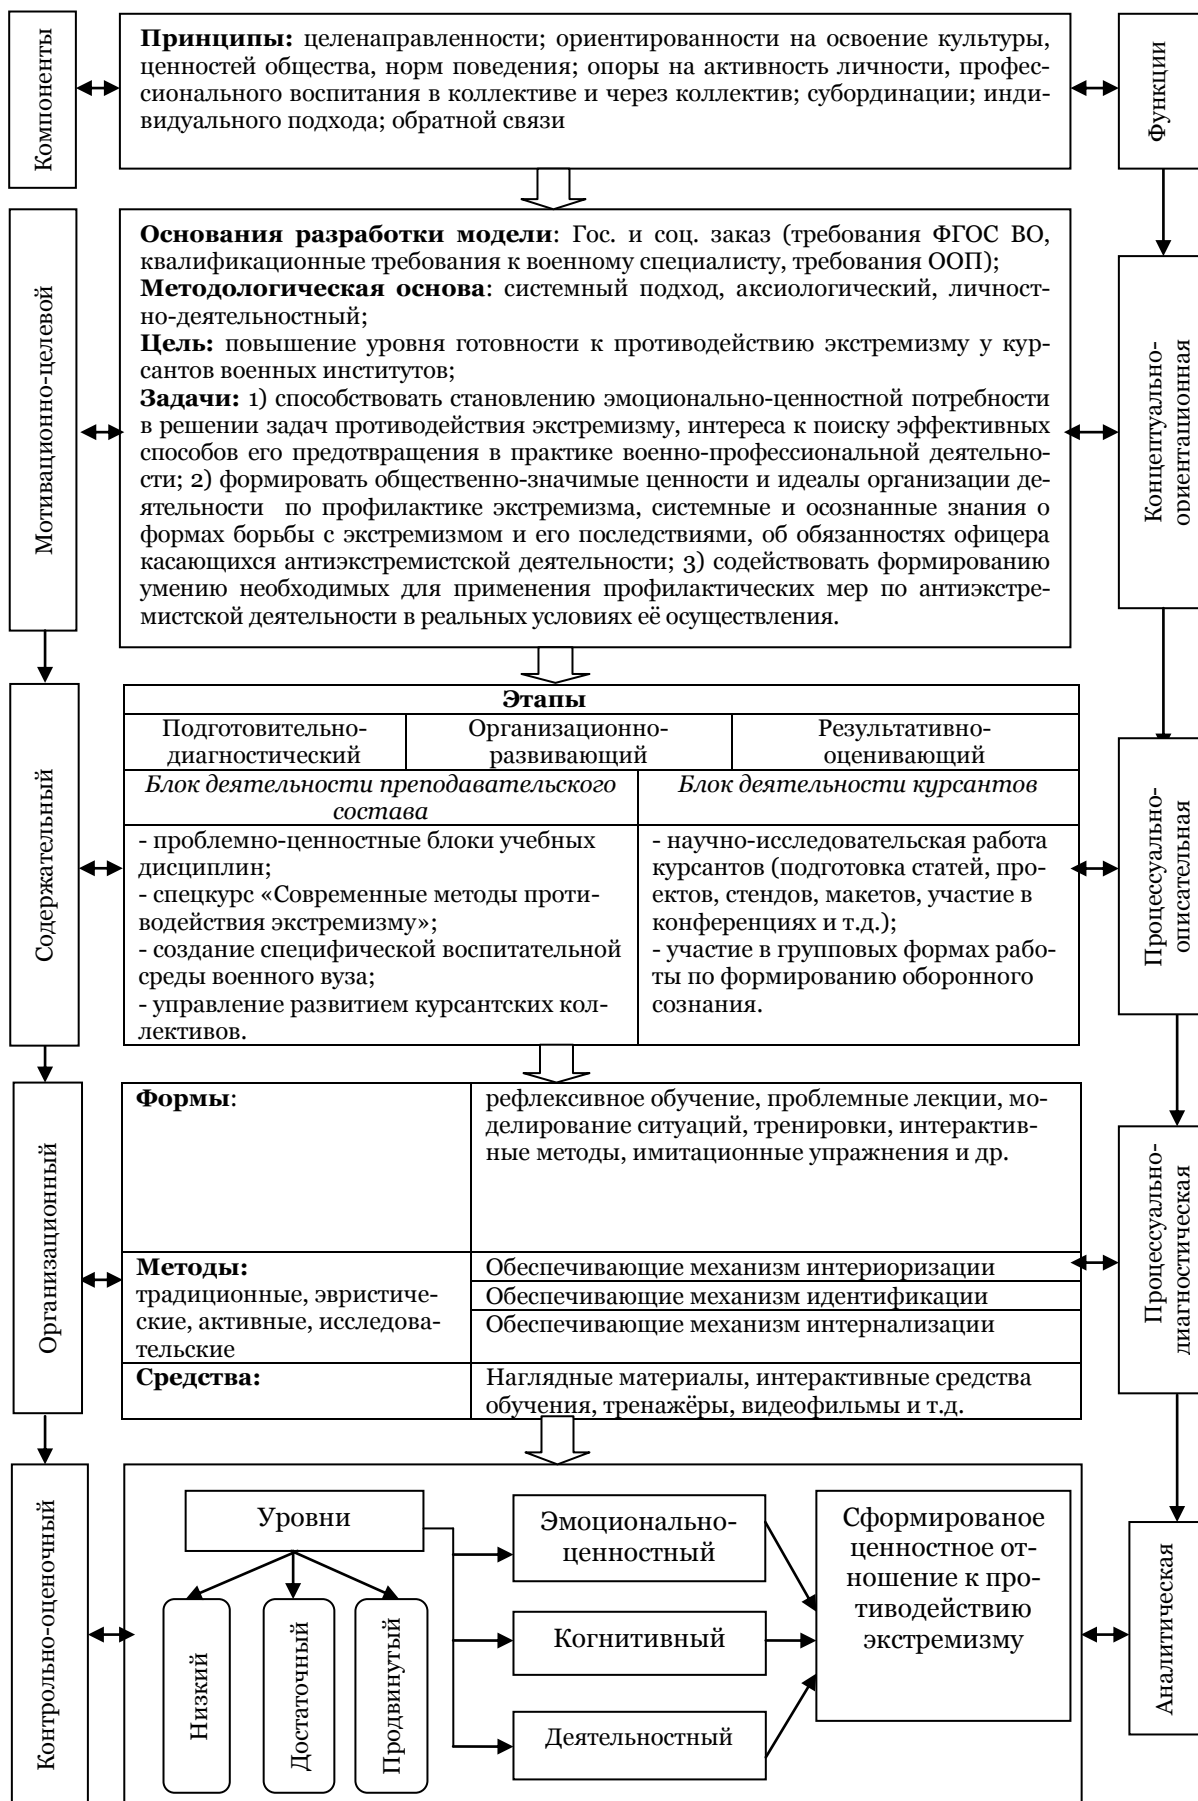 Компоненты
Принципы: целенаправленности; ориентированности на освоение культуры,
ценностей общества, норм поведения; опоры на активность личности, профес-
сионального воспитания в коллективе и через коллектив; субординации; инди-
видуального подхода; обратной связи
Функции
Мотивационно-целевой
Основания разработки модели: Гос. и соц. заказ (требования ФГОС ВО,
квалификационные требования к военному специалисту, требования ООП);
Методологическая основа: системный подход, аксиологический, личност-
но-деятельностный;
Цель: повышение уровня готовности к противодействию экстремизму у кур-
сантов военных институтов;
Задачи: 1) способствовать становлению эмоционально-ценностной потребности
в решении задач противодействия экстремизму, интереса к поиску эффективных
способов его предотвращения в практике военно-профессиональной деятельно-
сти; 2) формировать общественно-значимые ценности и идеалы организации де-
ятельности по профилактике экстремизма, системные и осознанные знания о
формах борьбы с экстремизмом и его последствиями, об обязанностях офицера
касающихся антиэкстремистской деятельности; 3) содействовать формированию
умению необходимых для применения профилактических мер по антиэкстре-
мистской деятельности в реальных условиях её осуществления.
Концептуально-
ориентационная
Содержательный
Этапы
Подготовительно-
диагностический
Организационно-
развивающий
Результативно-
оценивающий
Блок деятельности преподавательского
состава
Блок деятельности курсантов
- проблемно-ценностные блоки учебных
дисциплин;
- спецкурс «Современные методы проти-
водействия экстремизму»;
- создание специфической воспитательной
среды военного вуза;
- управление развитием курсантских кол-
лективов.
- научно-исследовательская работа
курсантов (подготовка статей, про-
ектов, стендов, макетов, участие в
конференциях и т.д.);
- участие в групповых формах рабо-
ты по формированию оборонного
сознания.
Процессуально-
описательная
Организационный
Формы:
рефлексивное обучение, проблемные лекции, мо-
делирование ситуаций, тренировки, интерактив-
ные методы, имитационные упражнения и др.
Методы:
традиционные, эвристиче-
ские, активные, исследова-
тельские
Обеспечивающие механизм интериоризации
Обеспечивающие механизм идентификации
Обеспечивающие механизм интернализации
Средства:
Наглядные материалы, интерактивные средства
обучения, тренажёры, видеофильмы и т.д.
Процессуально-
диагностическая
Контрольно-оценочный
Уровни
Низкий
Достаточный
Продвинутый
Эмоционально-
ценностный
Когнитивный
Деятельностный
Сформированое
ценностное от-
ношение к про-
тиводействию
экстремизму
Аналитическая